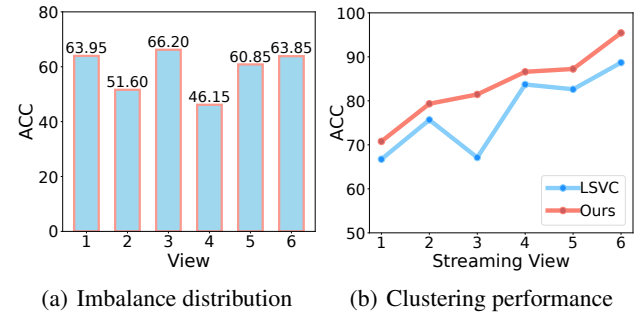 80
60
40
20
0
ACC
63.95
51.60
66.20
46.15
60.85
63.85
1 2 3 4 5 6
View
(a) Imbalance distribution
100
90
80
70
60
50
ACC
LSVC
Ours
1 2 3 4 5 6
Streaming View
(b) Clustering performance